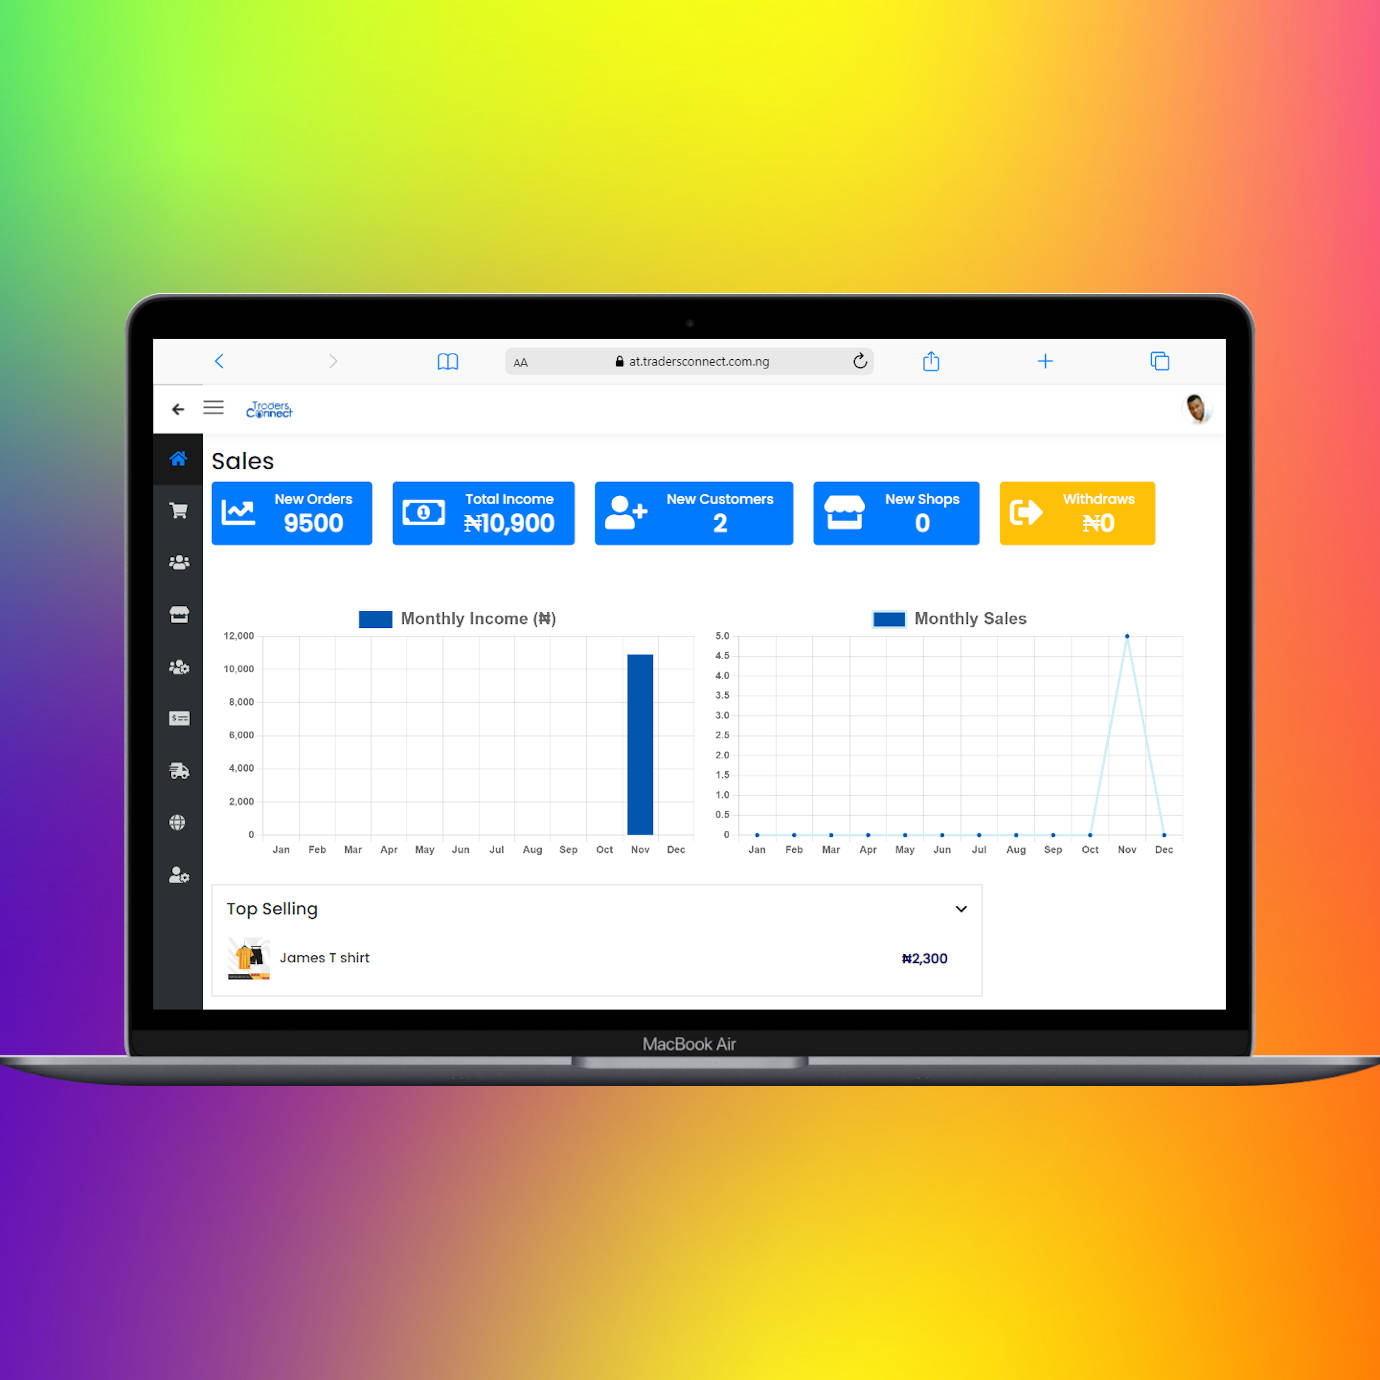 AA at.tradersconnect.com.ng
Traders
Connect
Sales
New Orders
9500
Total Income
₦10,900
New Customers
2
New Shops
0
Withdraws
₦0
Monthly Income (₦)
12,000
10,000
8,000
6,000
4,000
2,000
0
Jan Feb Mar Apr May Jun Jul Aug Sep Oct Nov Dec
Monthly Sales
5.0
4.5
4.0
3.5
3.0
2.5
2.0
1.5
1.0
0.5
0
Jan Feb Mar Apr May Jun Jul Aug Sep Oct Nov Dec
Top Selling
James T shirt ₦2,300
MacBook Air